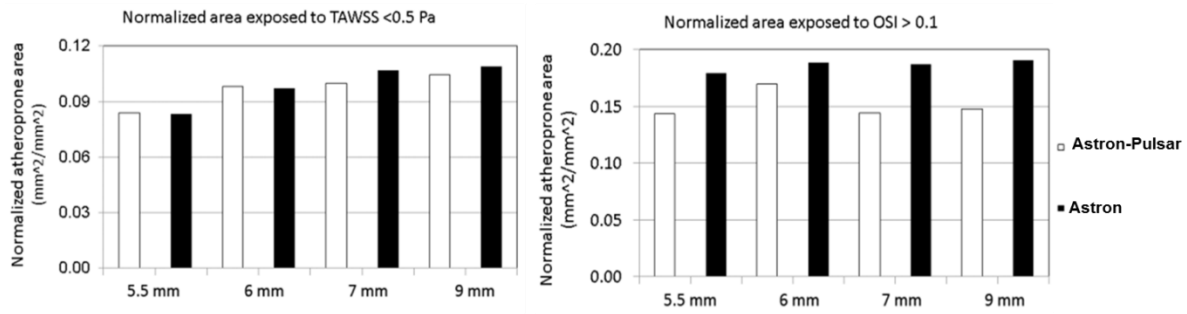 Normalized area exposed to TAWSS <0.5 Pa
Normalized atheroprone area
(mm^2/mm^2)
0.12
0.09
0.06
0.03
0.00
5.5 mm
6 mm
7 mm
9 mm
Normalized area exposed to OSI > 0.1
Normalized atheroprone area
(mm^2/mm^2)
0.20
0.15
0.10
0.05
0.00
5.5 mm
6 mm
7 mm
9 mm
Astron-Pulsar
Astron